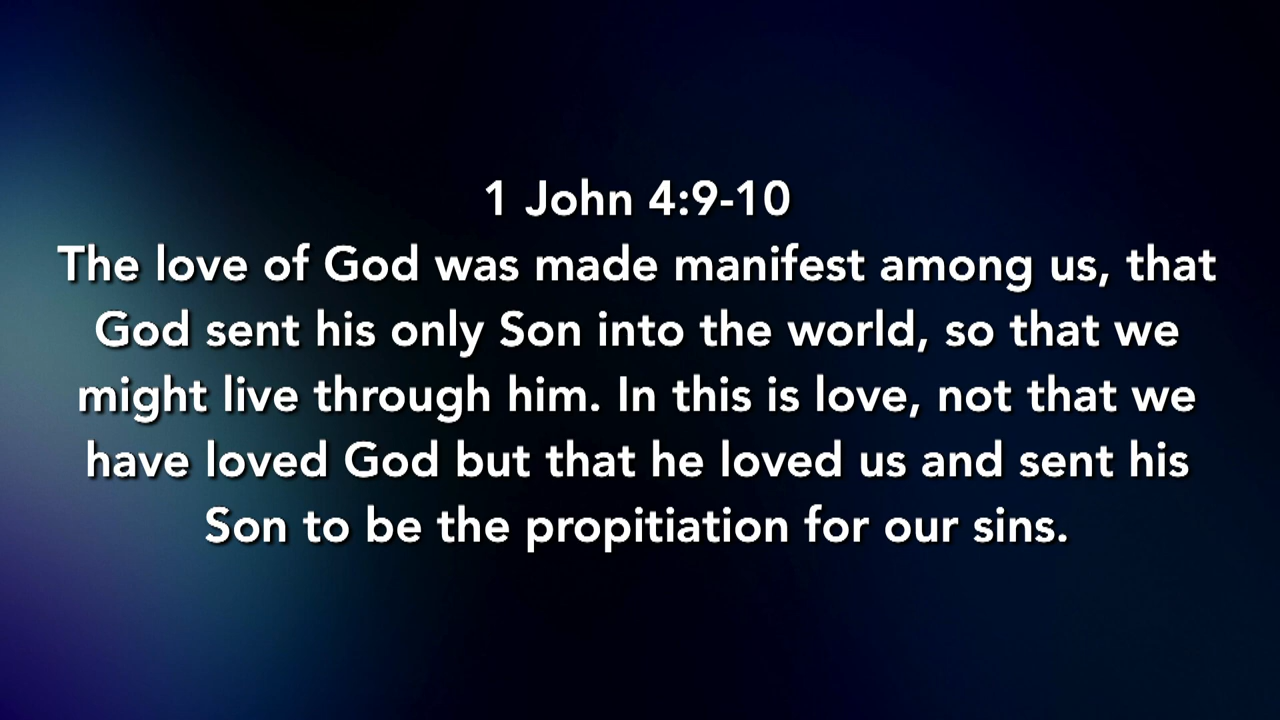 1 John 4:9-10
The love of God was made manifest among us, that
God sent his only Son into the world, so that we
might live through him. In this is love, not that we
have loved God but that he loved us and sent his
Son to be the propitiation for our sins.